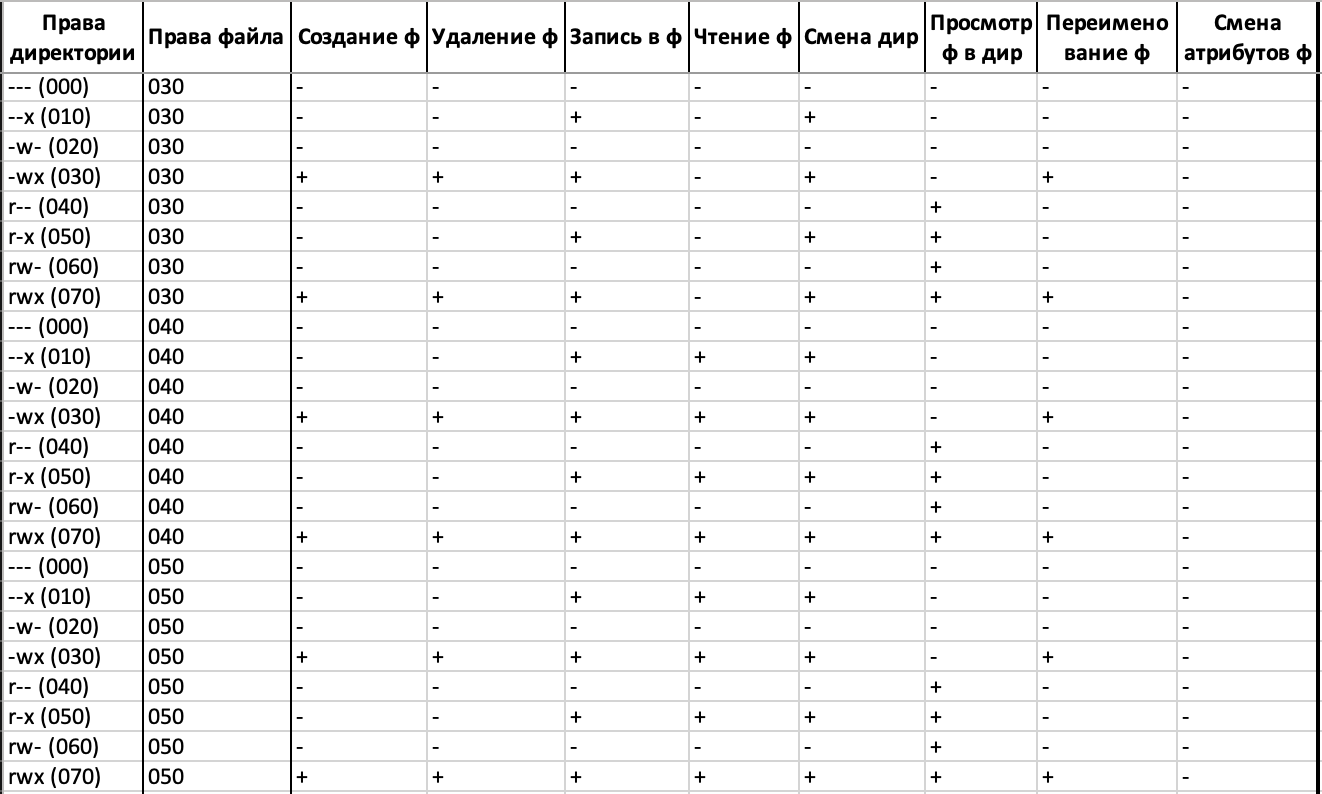 Права директории | Права файла | Создание ф | Удаление ф | Запись в ф | Чтение ф | Смена дир | Просмотр ф в дир | Переимено вание ф | Смена атрибутов ф
--- (000) | 030 | - | - | - | - | - | - | - | -
--x (010) | 030 | - | - | + | - | + | - | - | -
-w- (020) | 030 | - | - | - | - | - | - | - | -
-wx (030) | 030 | + | + | + | - | + | - | + | -
r-- (040) | 030 | - | - | - | - | - | + | - | -
r-x (050) | 030 | - | - | + | - | + | + | - | -
rw- (060) | 030 | - | - | - | - | - | + | - | -
rwx (070) | 030 | + | + | + | - | + | + | + | -
--- (000) | 040 | - | - | - | - | - | - | - | -
--x (010) | 040 | - | - | + | + | + | - | - | -
-w- (020) | 040 | - | - | - | - | - | - | - | -
-wx (030) | 040 | + | + | + | + | + | - | + | -
r-- (040) | 040 | - | - | - | - | - | + | - | -
r-x (050) | 040 | - | - | + | + | + | + | - | -
rw- (060) | 040 | - | - | - | - | - | + | - | -
rwx (070) | 040 | + | + | + | + | + | + | + | -
--- (000) | 050 | - | - | - | - | - | - | - | -
--x (010) | 050 | - | - | + | + | + | - | - | -
-w- (020) | 050 | - | - | - | - | - | - | - | -
-wx (030) | 050 | + | + | + | + | + | - | + | -
r-- (040) | 050 | - | - | - | - | - | + | - | -
r-x (050) | 050 | - | - | + | + | + | + | - | -
rw- (060) | 050 | - | - | - | - | - | + | - | -
rwx (070) | 050 | + | + | + | + | + | + | + | -